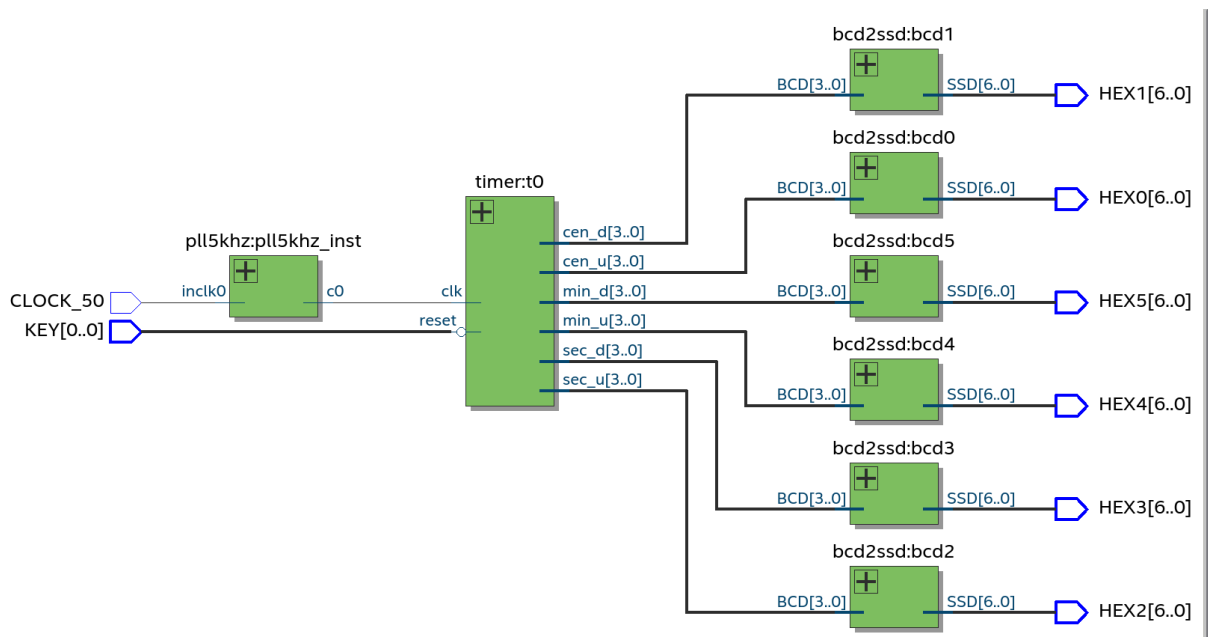 bcd2ssd:bcd1
BCD[3..0] SSD[6..0] HEX1[6..0]
bcd2ssd:bcd0
BCD[3..0] SSD[6..0] HEX0[6..0]
timer:t0
cen_d[3..0]
pll5khz:pll5khz_inst
bcd2ssd:bcd5
cen_u[3..0]
CLOCK_50 inclk0 c0 clk min_d[3..0] BCD[3..0] SSD[6..0] HEX5[6..0]
KEY[0..0] reset min_u[3..0]
bcd2ssd:bcd4
sec_d[3..0]
sec_u[3..0]
BCD[3..0] SSD[6..0] HEX4[6..0]
bcd2ssd:bcd3
BCD[3..0] SSD[6..0] HEX3[6..0]
bcd2ssd:bcd2
BCD[3..0] SSD[6..0] HEX2[6..0]